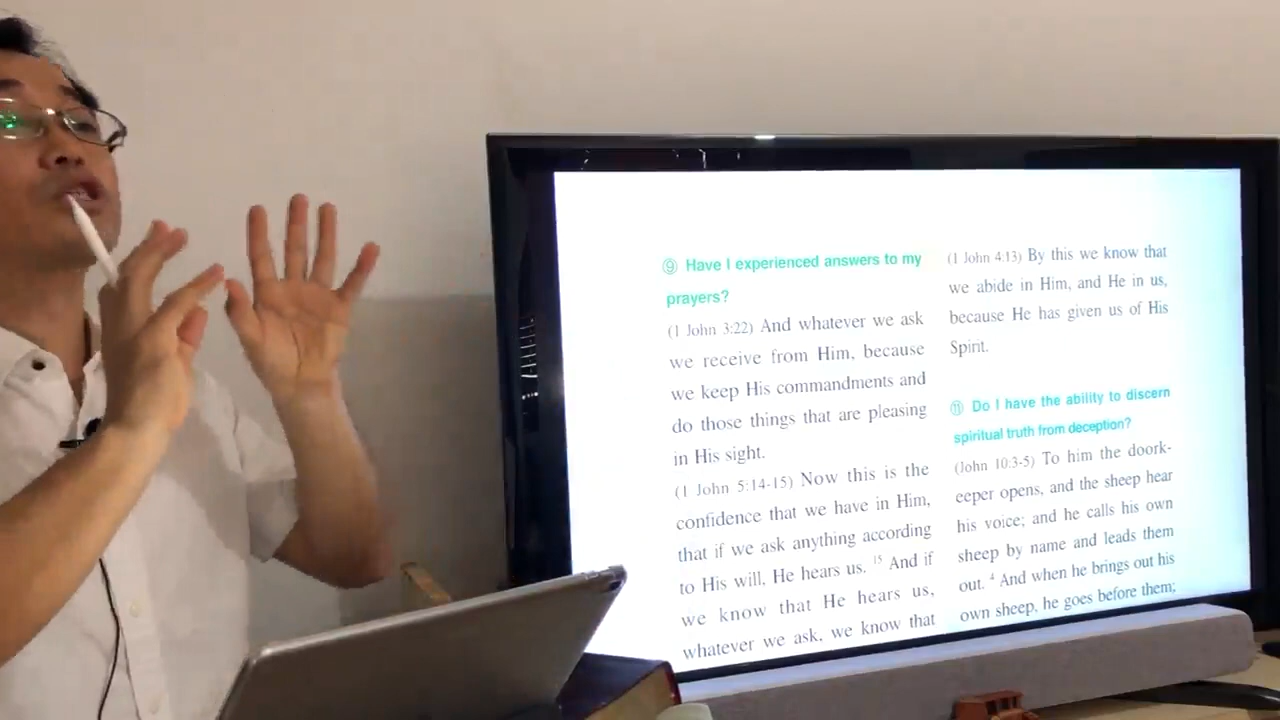 ⑨ Have I experienced answers to my
prayers?
(1 John 3:22) And whatever we ask
we receive from Him, because
we keep His commandments and
do those things that are pleasing
in His sight.
(1 John 5:14-15) Now this is the
confidence that we have in Him,
that if we ask anything according
to His will, He hears us. 15 And if
we know that He hears us,
whatever we ask, we know that
(1 John 4:13) By this we know that
we abide in Him, and He in us,
because He has given us of His
Spirit.
⑪ Do I have the ability to discern
spiritual truth from deception?
(John 10:3-5) To him the door-
eeper opens, and the sheep hear
his voice; and he calls his own
sheep by name and leads them
out. 4 And when he brings out his
own sheep, he goes before them;